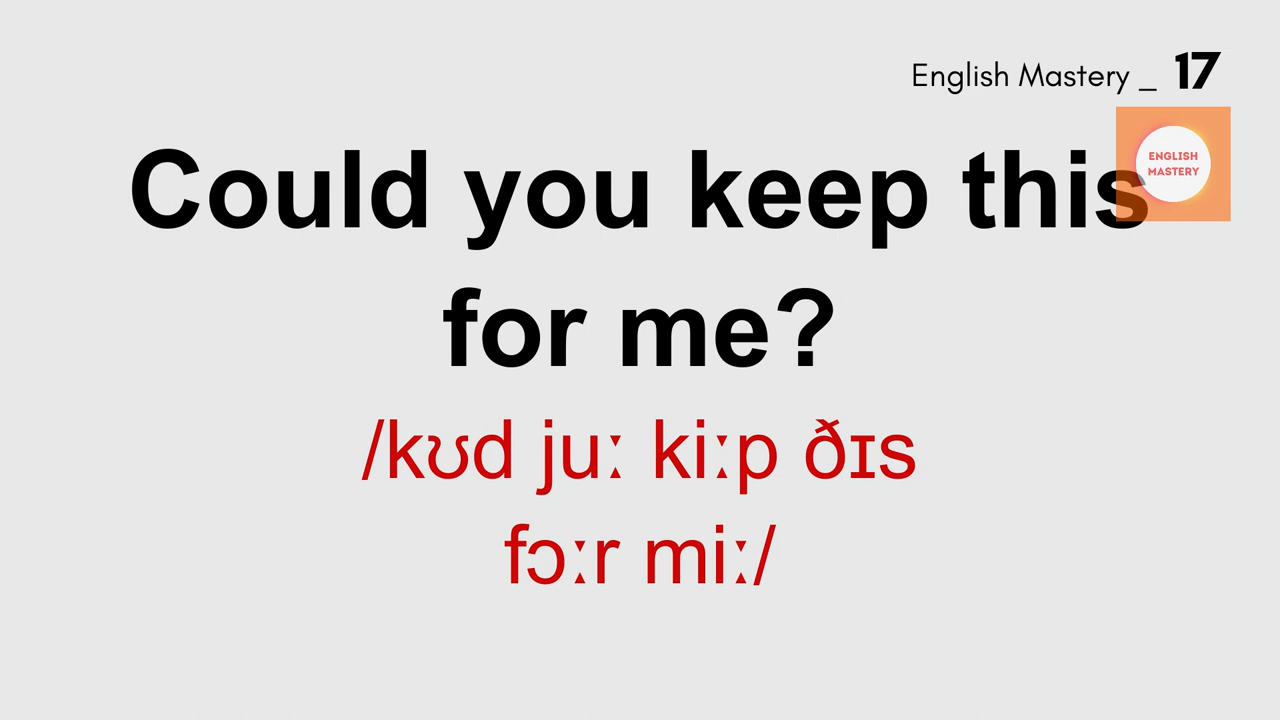 English Mastery _ 17
ENGLISH
MASTERY
Could you keep this
for me?
/kʊd juː kiːp ðɪs
fɔːr miː/